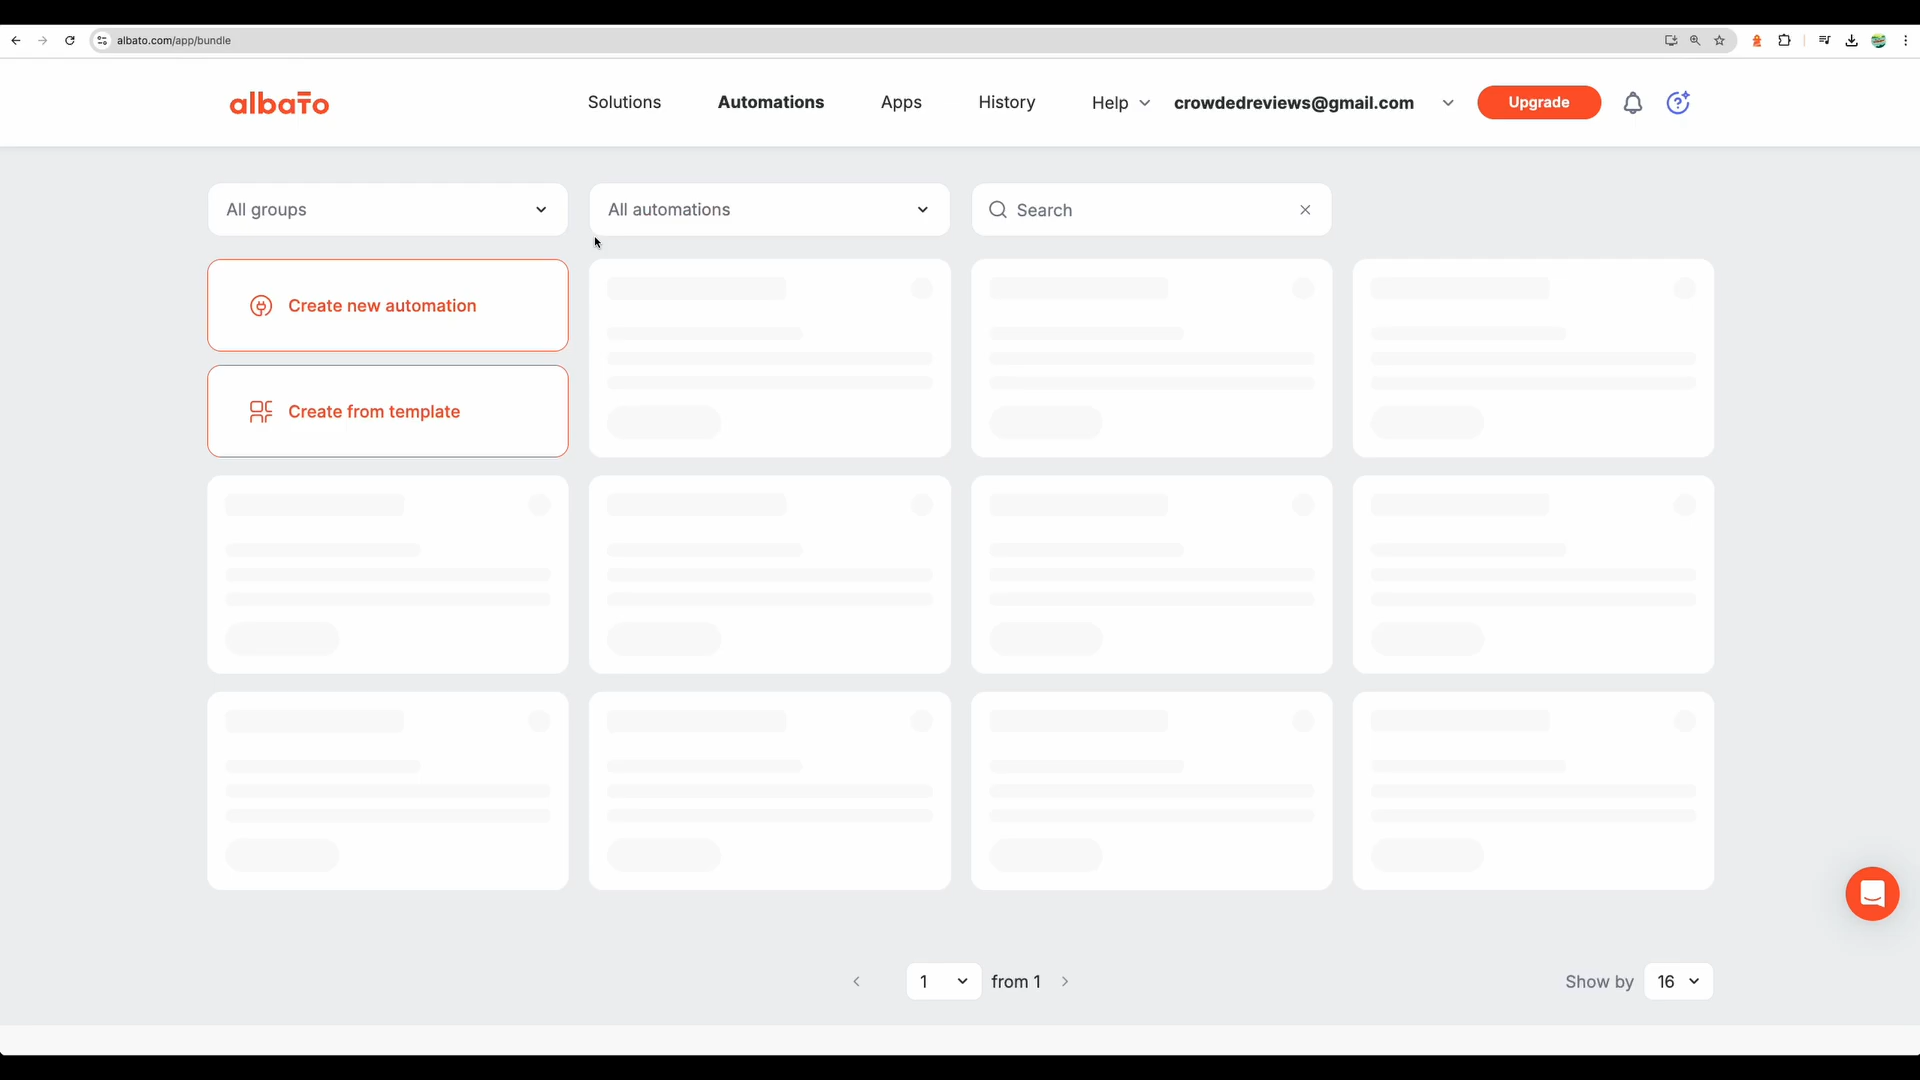 albato.com/app/bundle
albato
Solutions
Automations
Apps
History
Help
crowdedreviews@gmail.com
Upgrade
All groups
All automations
Search
Create new automation
Create from template
1
from 1
Show by
16